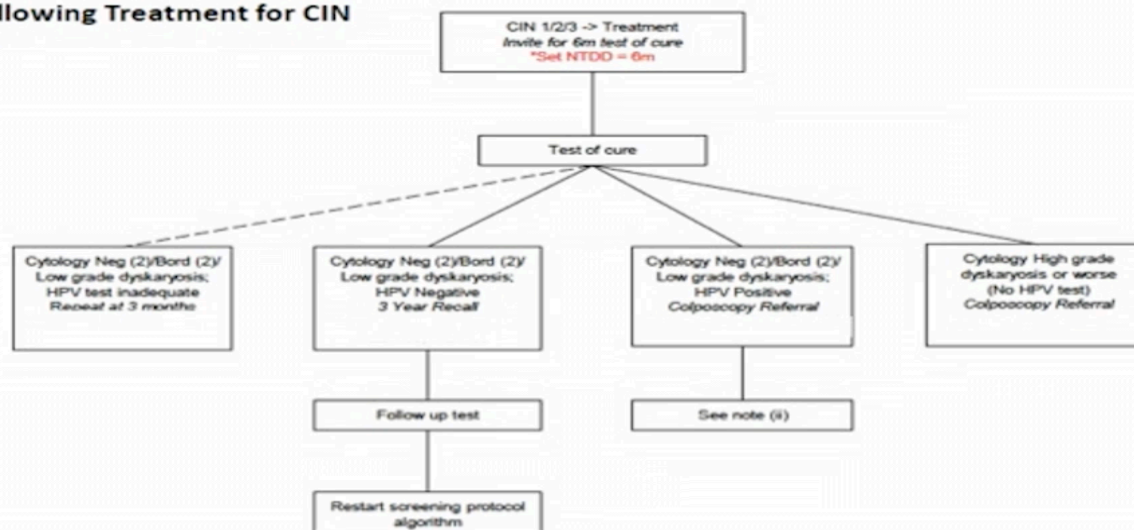 llowing Treatment for CIN
CIN 1/2/3 -> Treatment
Invite for 6m test of cure
*Set NTDD = 6m
Test of cure
Cytology Neg (2)/Bord (2)/
Low grade dyskaryosis;
HPV test inadequate
Repeat at 3 months
Cytology Neg (2)/Bord (2)/
Low grade dyskaryosis;
HPV Negative
3 Year Recall
Cytology Neg (2)/Bord (2)/
Low grade dyskaryosis;
HPV Positive
Colposcopy Referral
Cytology High grade
dyskaryosis or worse
(No HPV test)
Colposcopy Referral
Follow up test
See note (ii)
Restart screening protocol
algorithm